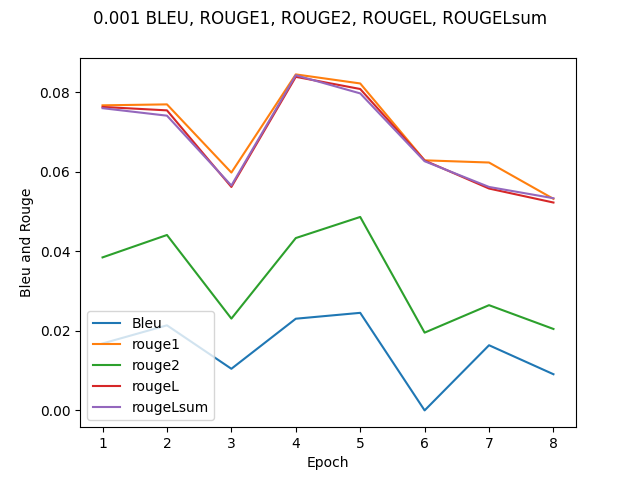 0.001 BLEU, ROUGE1, ROUGE2, ROUGEL, ROUGELsum
0.08
0.06
0.04
0.02
0.00
Bleu and Rouge
Bleu
rouge1
rouge2
rougeL
rougeLsum
1 2 3 4 5 6 7 8
Epoch